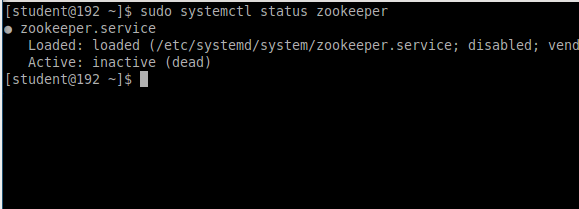 [student@192 ~]$ sudo systemctl status zookeeper
● zookeeper.service
Loaded: loaded (/etc/systemd/system/zookeeper.service; disabled; vend
Active: inactive (dead)
[student@192 ~]$